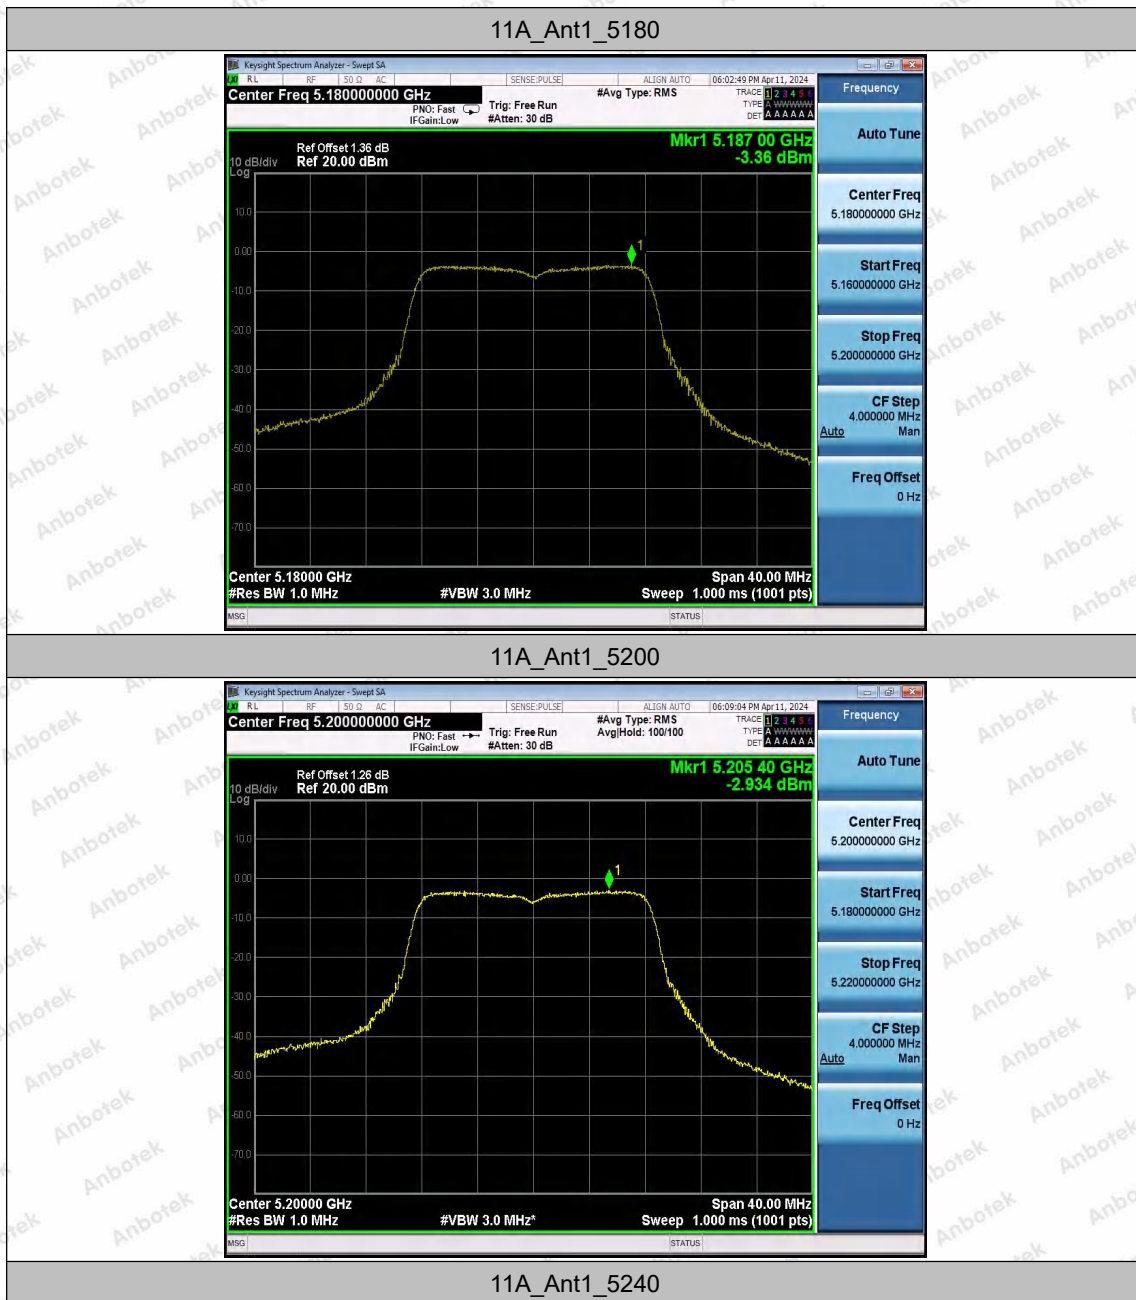 11A_Ant1_5180
Keysight Spectrum Analyzer - Swept SA
RL RF 50 Ω AC SENSE:PULSE ALIGN AUTO 06:02:49 PM Apr 11, 2024
Center Freq 5.180000000 GHz
PNO: Fast
IFGain:Low
Trig: Free Run
#Atten: 30 dB
#Avg Type: RMS
TRACE 1 2 3 4 5 6
TYPE A WWWWW
DET A A A A A A
Mkr1 5.187 00 GHz
-3.36 dBm
Ref Offset 1.36 dB
10 dB/div Ref 20.00 dBm
Log
10.0
0.00
-10.0
-20.0
-30.0
-40.0
-50.0
-60.0
-70.0
1
Center 5.18000 GHz Span 40.00 MHz
#Res BW 1.0 MHz #VBW 3.0 MHz Sweep 1.000 ms (1001 pts)
MSG STATUS
Frequency
Auto Tune
Center Freq
5.180000000 GHz
Start Freq
5.160000000 GHz
Stop Freq
5.200000000 GHz
CF Step
4.000000 MHz
Auto Man
Freq Offset
0 Hz
11A_Ant1_5200
Keysight Spectrum Analyzer - Swept SA
RL RF 50 Ω AC SENSE:PULSE ALIGN AUTO 06:09:04 PM Apr 11, 2024
Center Freq 5.200000000 GHz
PNO: Fast
IFGain:Low
Trig: Free Run
#Atten: 30 dB
#Avg Type: RMS
Avg|Hold: 100/100
TRACE 1 2 3 4 5 6
TYPE A WWWWW
DET A A A A A A
Mkr1 5.205 40 GHz
-2.934 dBm
Ref Offset 1.26 dB
10 dB/div Ref 20.00 dBm
Log
10.0
0.00
-10.0
-20.0
-30.0
-40.0
-50.0
-60.0
-70.0
1
Center 5.20000 GHz Span 40.00 MHz
#Res BW 1.0 MHz #VBW 3.0 MHz* Sweep 1.000 ms (1001 pts)
MSG STATUS
Frequency
Auto Tune
Center Freq
5.200000000 GHz
Start Freq
5.180000000 GHz
Stop Freq
5.220000000 GHz
CF Step
4.000000 MHz
Auto Man
Freq Offset
0 Hz
11A_Ant1_5240
Anbotek